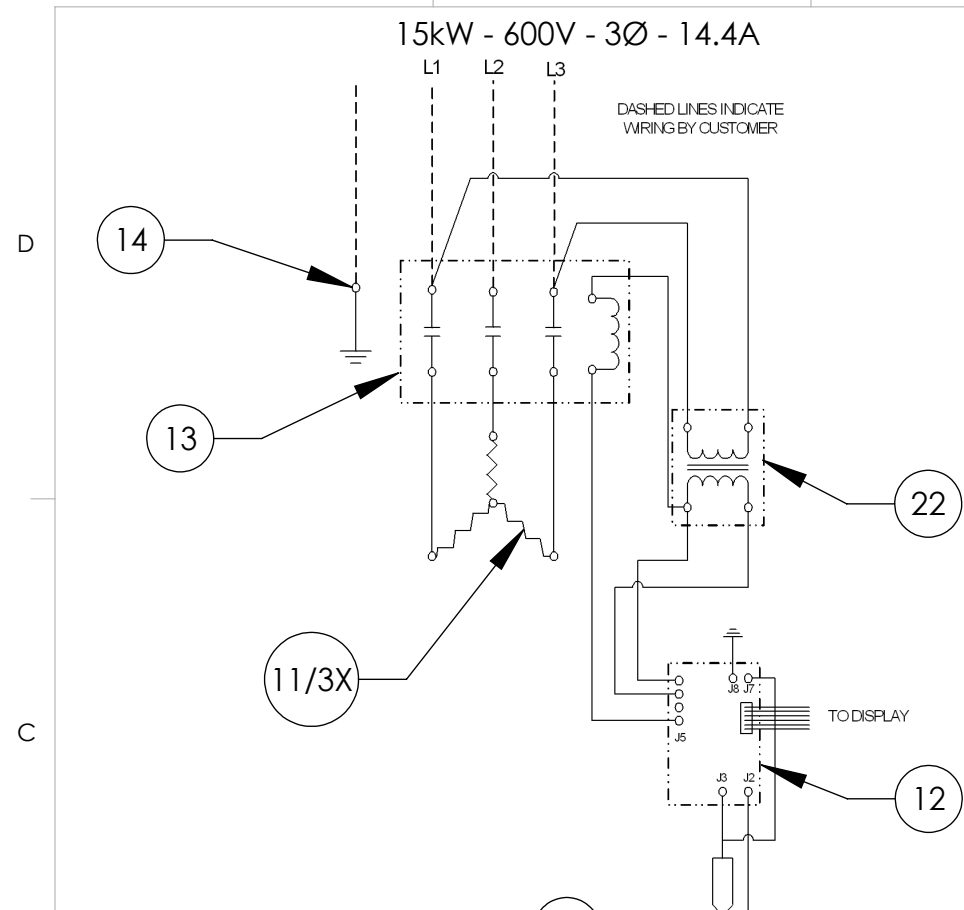 15kW - 600V - 3Ø - 14.4A
L1 L2 L3
DASHED LINES INDICATE
WIRING BY CUSTOMER
D
14
13
22
11/3X
J8 J7
C
TO DISPLAY
J5
J3 J2
12